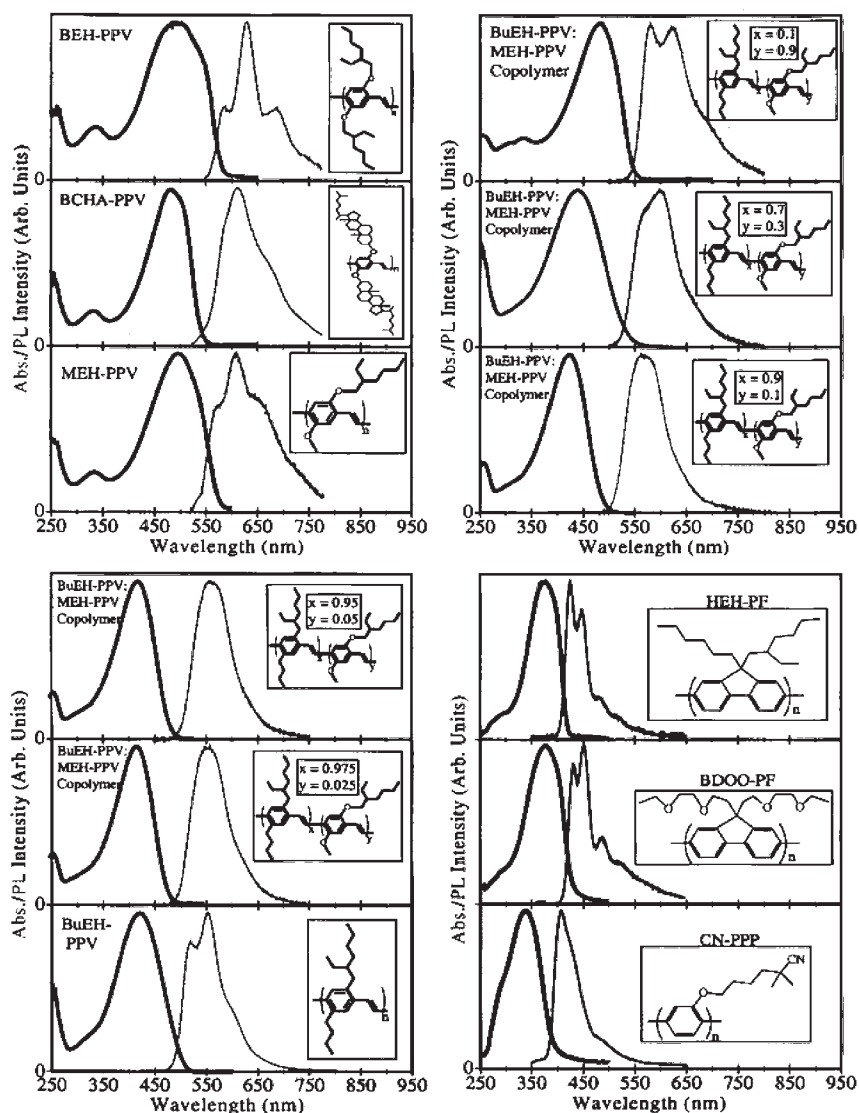 Abs./PL Intensity (Arb. Units)
BEH-PPV
O
O
n
0
BCHA-PPV
O
O
n
0
MEH-PPV
O
O
n
0
250 350 450 550 650 750 850 950
Wavelength (nm)
Abs./PL Intensity (Arb. Units)
BuEH-PPV:
MEH-PPV
Copolymer
x = 0.1
y = 0.9
O
O
x
y
0
BuEH-PPV:
MEH-PPV
Copolymer
x = 0.7
y = 0.3
O
O
x
y
0
BuEH-PPV:
MEH-PPV
Copolymer
x = 0.9
y = 0.1
O
O
x
y
0
250 350 450 550 650 750 850 950
Wavelength (nm)
Abs./PL Intensity (Arb. Units)
BuEH-PPV:
MEH-PPV
Copolymer
x = 0.95
y = 0.05
O
O
x
y
0
BuEH-PPV:
MEH-PPV
Copolymer
x = 0.975
y = 0.025
O
O
x
y
0
BuEH-
PPV
n
0
250 350 450 550 650 750 850 950
Wavelength (nm)
Abs./PL Intensity (Arb. Units)
HEH-PF
n
0
BDOO-PF
O O O O
n
0
CN-PPP
CN
O
n
0
250 350 450 550 650 750 850 950
Wavelength (nm)